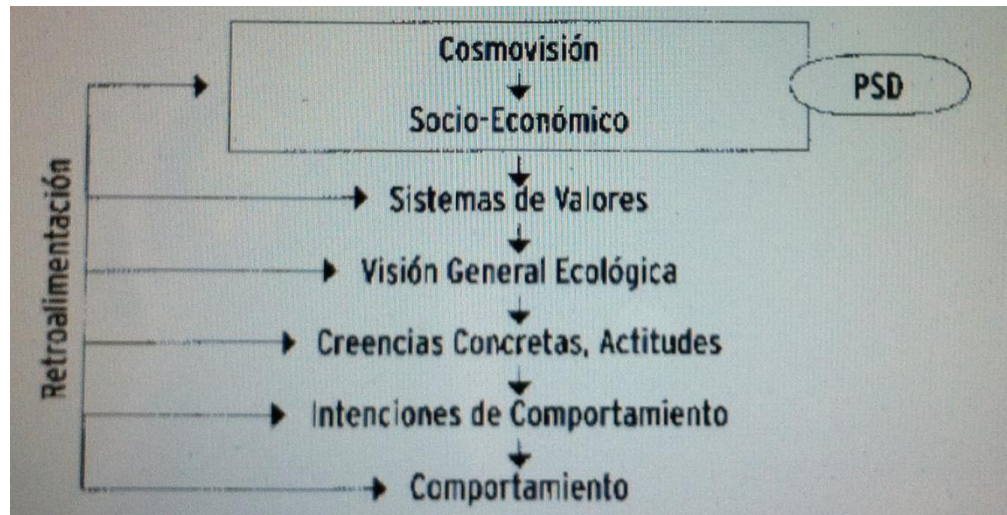 Cosmovisión
PSD
Socio-Económico
Sistemas de Valores
Visión General Ecológica
Creencias Concretas, Actitudes
Intenciones de Comportamiento
Comportamiento
Retroalimentación